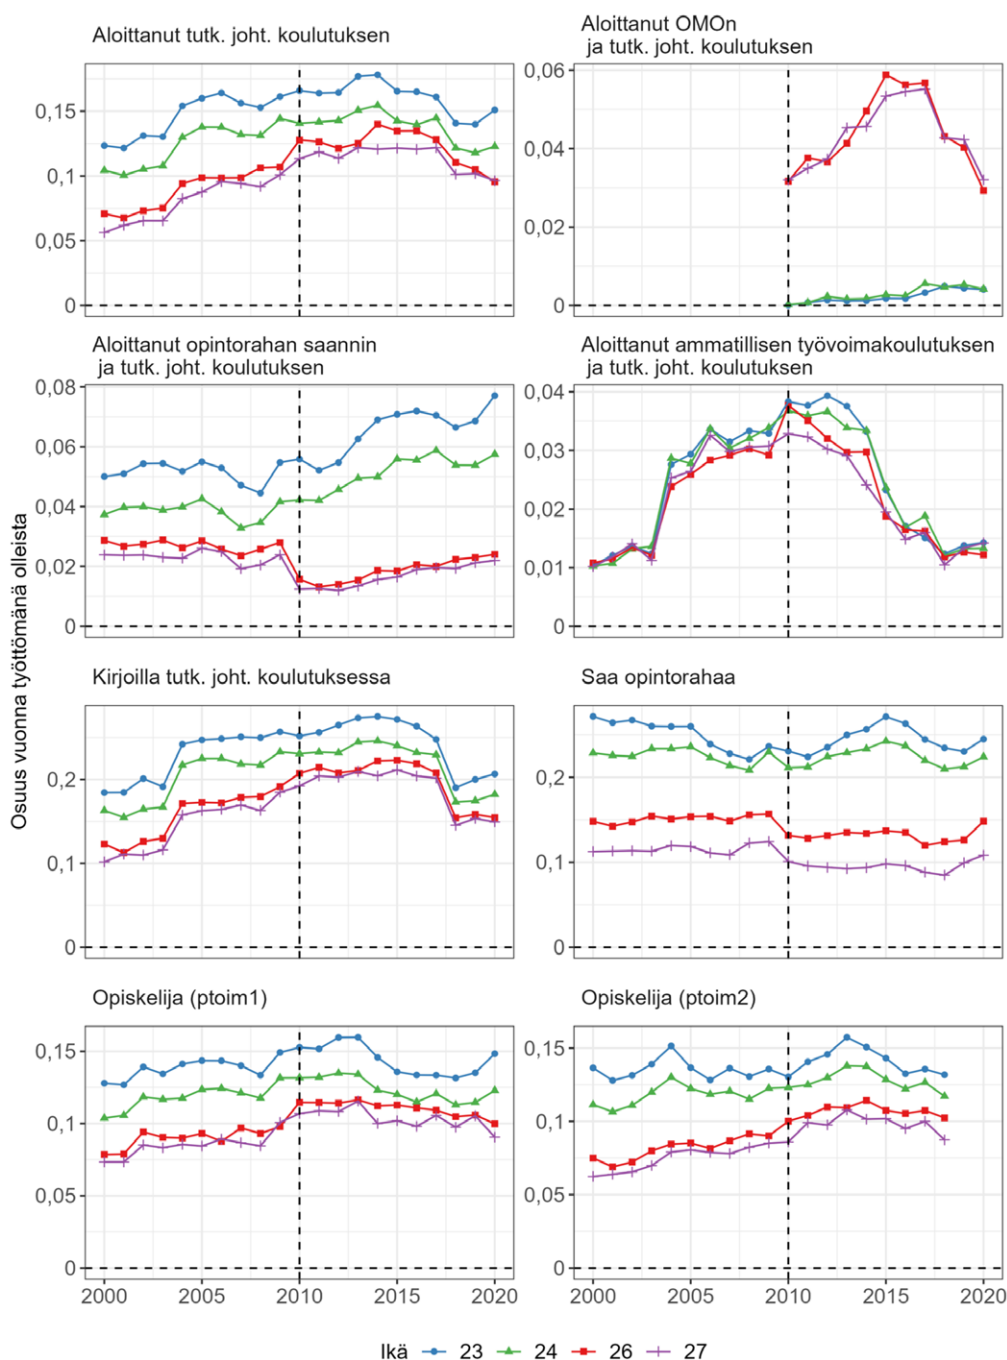 Aloittanut tutk. joht. koulutuksen
0,15
0,1
0,05
0
Aloittanut OMOn
ja tutk. joht. koulutuksen
0,06
0,04
0,02
0
Aloittanut opintorahan saannin
ja tutk. joht. koulutuksen
0,08
0,06
0,04
0,02
0
Aloittanut ammatillisen työvoimakoulutuksen
ja tutk. joht. koulutuksen
0,04
0,03
0,02
0,01
0
Osuus vuonna työttömänä olleista
Kirjoilla tutk. joht. koulutuksessa
0,2
0,1
0
Saa opintorahaa
0,2
0,1
0
Opiskelija (ptoim1)
0,15
0,1
0,05
0
2000 2005 2010 2015 2020
Opiskelija (ptoim2)
0,15
0,1
0,05
0
2000 2005 2010 2015 2020
Ikä 23 24 26 27